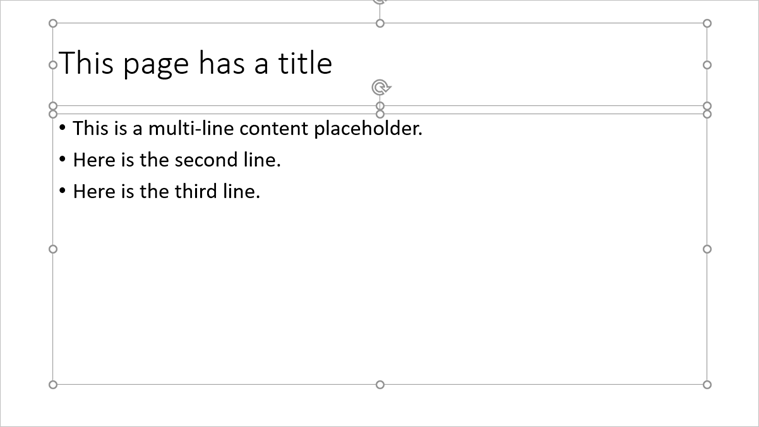 This page has a title
• This is a multi-line content placeholder.
• Here is the second line.
• Here is the third line.